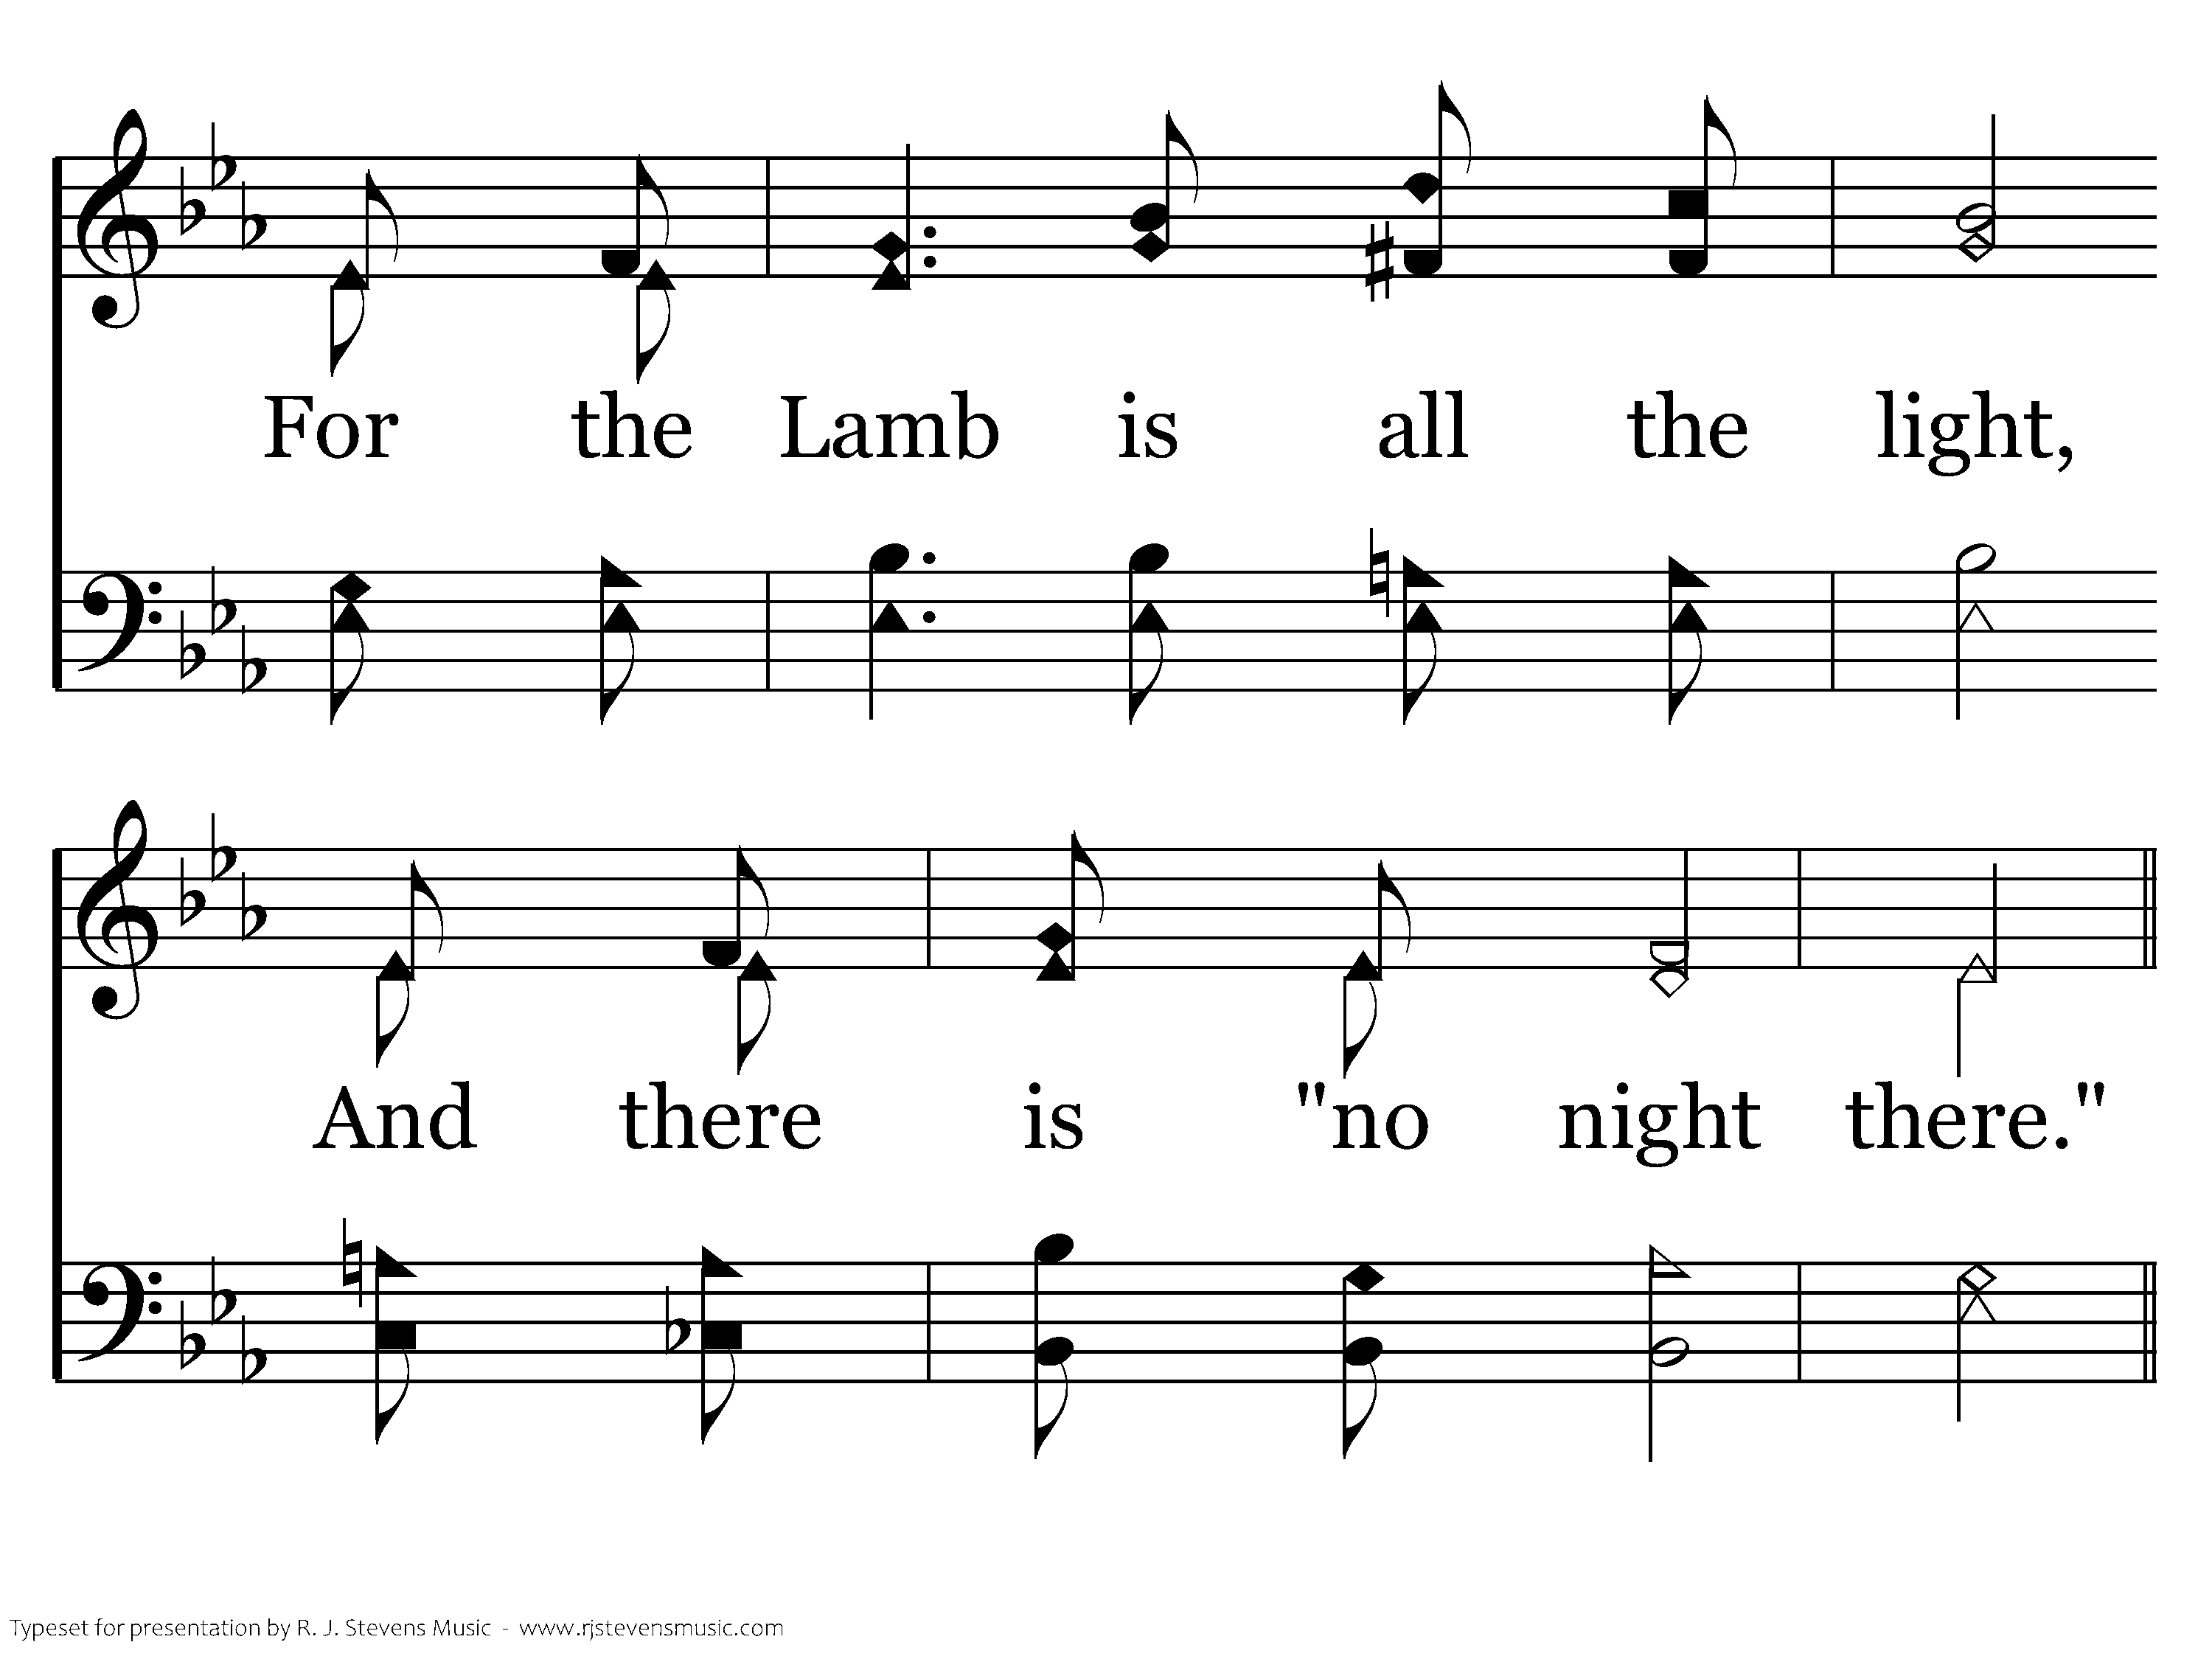 For the Lamb is all the light,
And there is "no night there."
Typeset for presentation by R. J. Stevens Music - www.rjstevensmusic.com